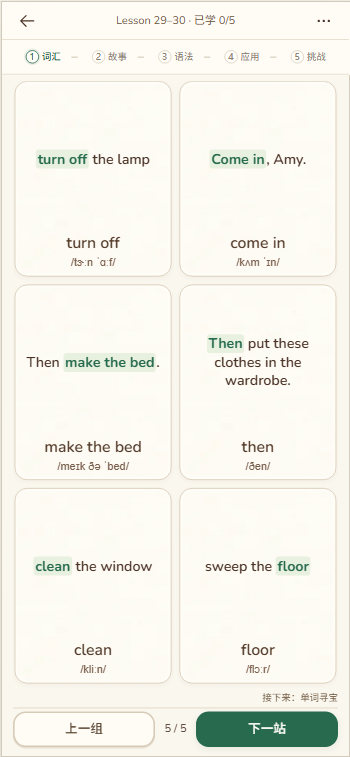 Lesson 29–30 · 已学 0/5
1 词汇 — 2 故事 — 3 语法 — 4 应用 — 5 挑战
turn off the lamp
turn off
/tɝːn ˈɑːf/
Come in, Amy.
come in
/kʌm ˈɪn/
Then make the bed.
make the bed
/meɪk ðə ˈbed/
Then put these
clothes in the
wardrobe.
then
/ðen/
clean the window
clean
/kliːn/
sweep the floor
floor
/flɔːr/
接下来：单词寻宝
上一组
5 / 5
下一站